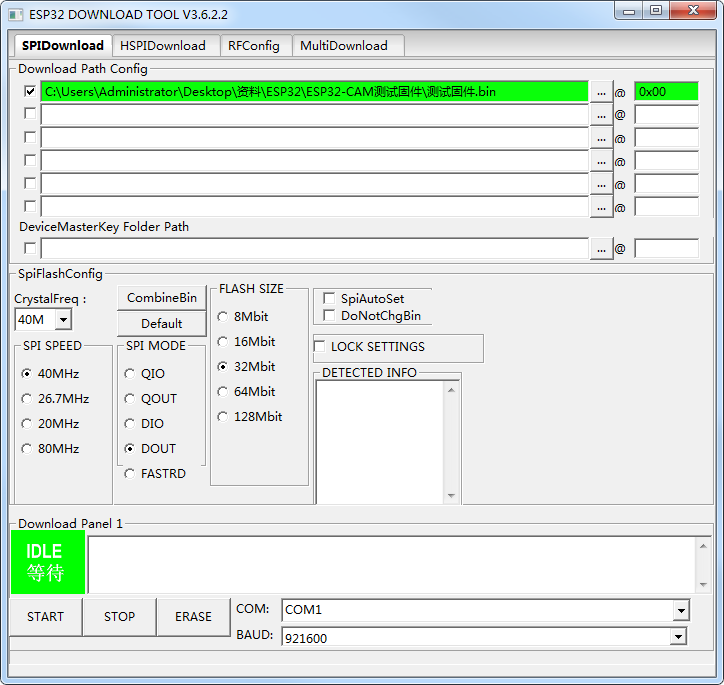 ESP32 DOWNLOAD TOOL V3.6.2.2
SPIDownload HSPIDownload RFConfig MultiDownload
Download Path Config
C:\Users\Administrator\Desktop\资料\ESP32\ESP32-CAM测试固件\测试固件.bin ... @ 0x00
... @
... @
... @
... @
... @
DeviceMasterKey Folder Path
... @
SpiFlashConfig
CrystalFreq :
40M
CombineBin
Default
SPI SPEED
40MHz
26.7MHz
20MHz
80MHz
SPI MODE
QIO
QOUT
DIO
DOUT
FASTRD
FLASH SIZE
8Mbit
16Mbit
32Mbit
64Mbit
128Mbit
SpiAutoSet
DoNotChgBin
LOCK SETTINGS
DETECTED INFO
Download Panel 1
IDLE
等待
START STOP ERASE
COM: COM1
BAUD: 921600